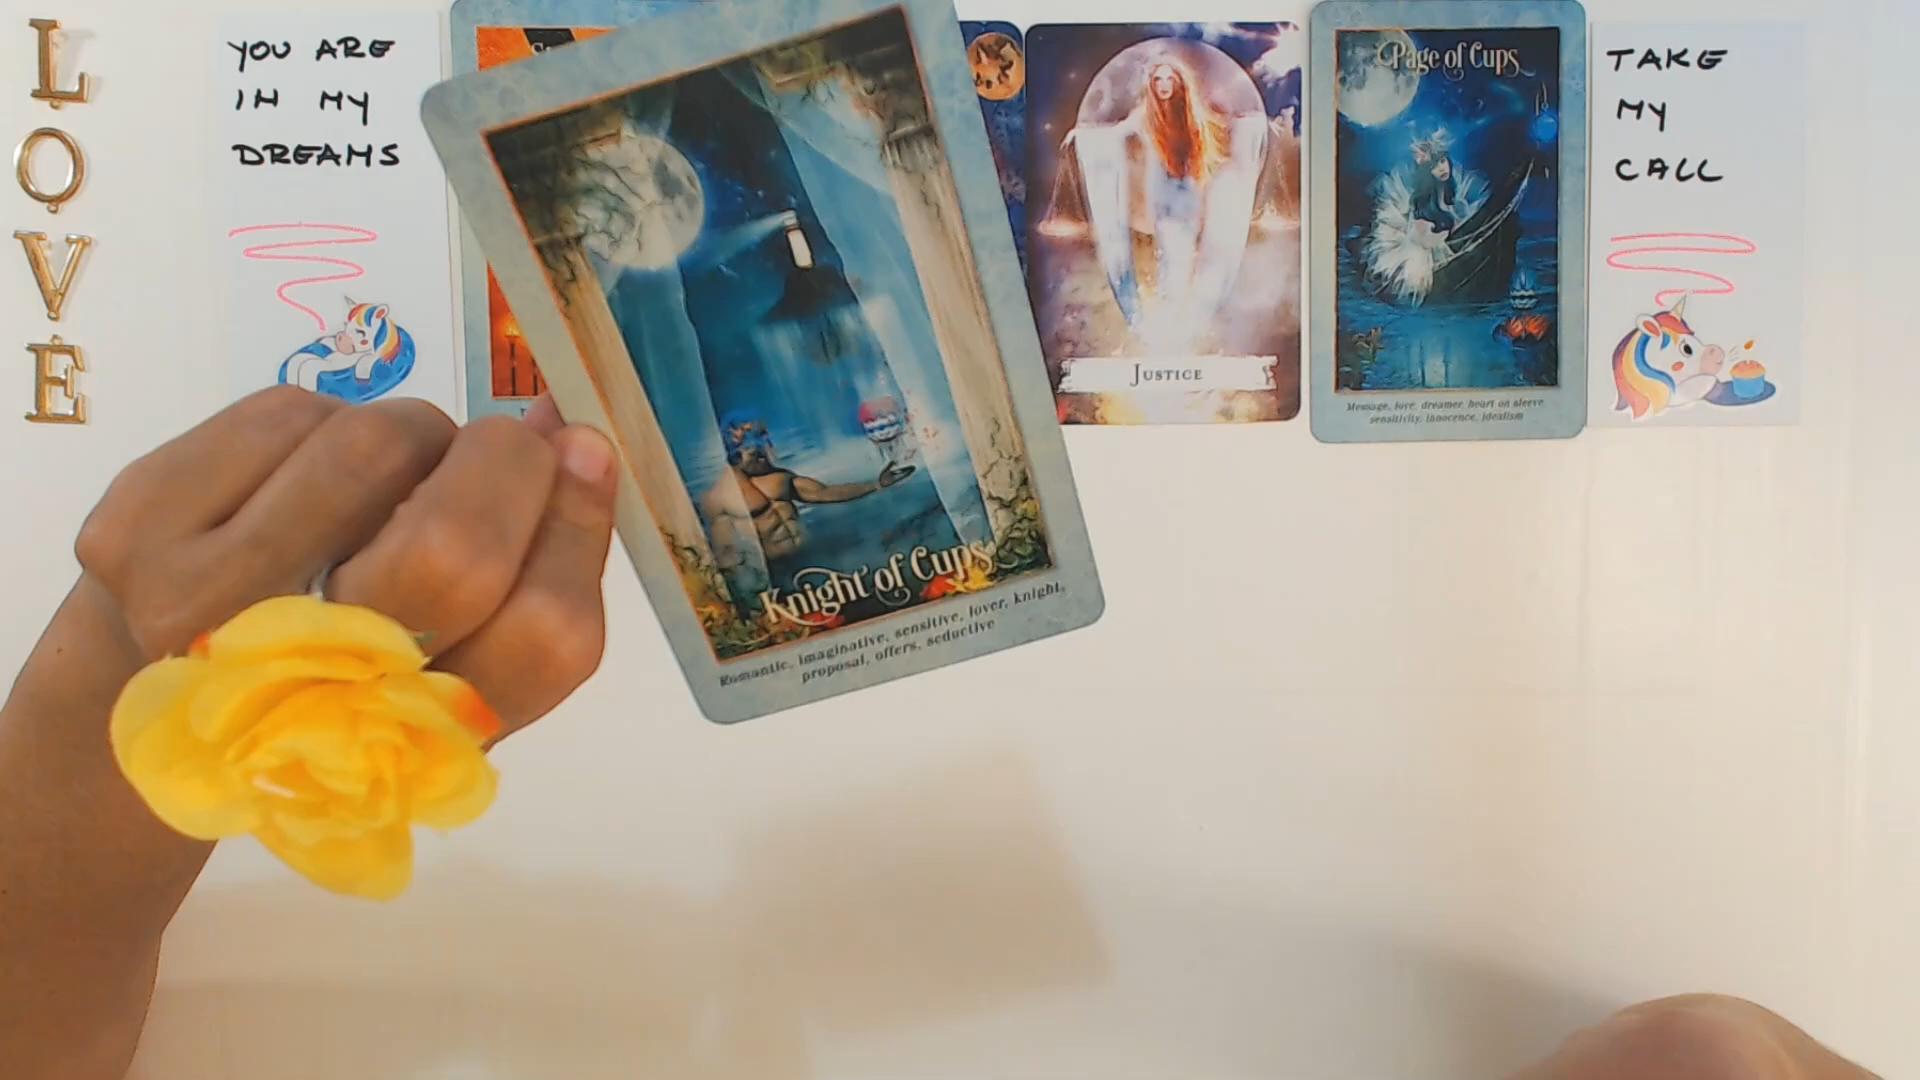 LOVE
YOU ARE
IN MY
DREAMS
Knight of Cups
Romantic, imaginative, sensitive, lover, knight,
proposal, offers, seductive
JUSTICE
Page of Cups
Message, love, dreamer, heart on sleeve
sensitivity, innocence, idealism
TAKE
MY
CALL